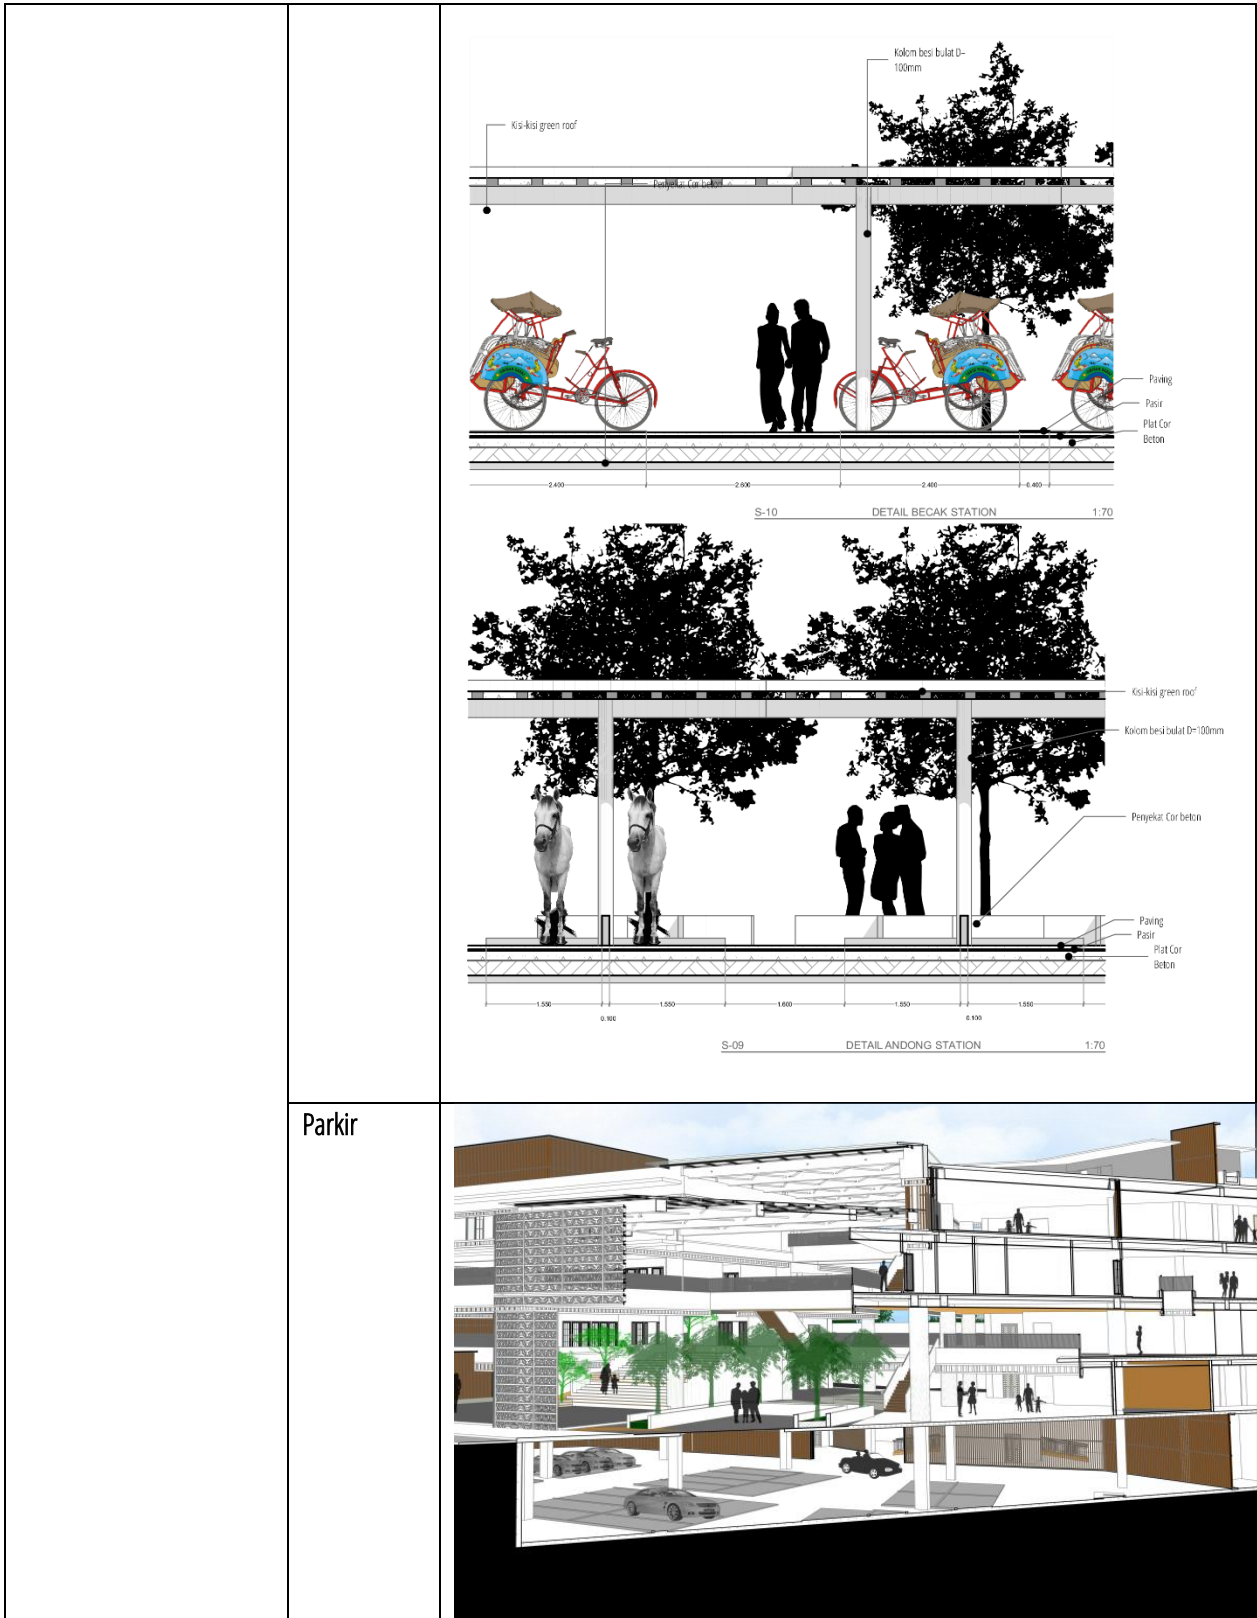 Kolom besi bulat D=
100mm
Kisi-kisi green roof
Penyekat Cor beton
Paving
Pasir
Plat Cor
Beton
2.400
2.600
2.400
0.400
S-10 DETAIL BECAK STATION 1:70
Kisi-kisi green roof
Kolom besi bulat D=100mm
Penyekat Cor beton
Paving
Pasir
Plat Cor
Beton
1.550
1.550
1.600
1.550
1.550
0.100
0.100
S-09 DETAIL ANDONG STATION 1:70
Parkir